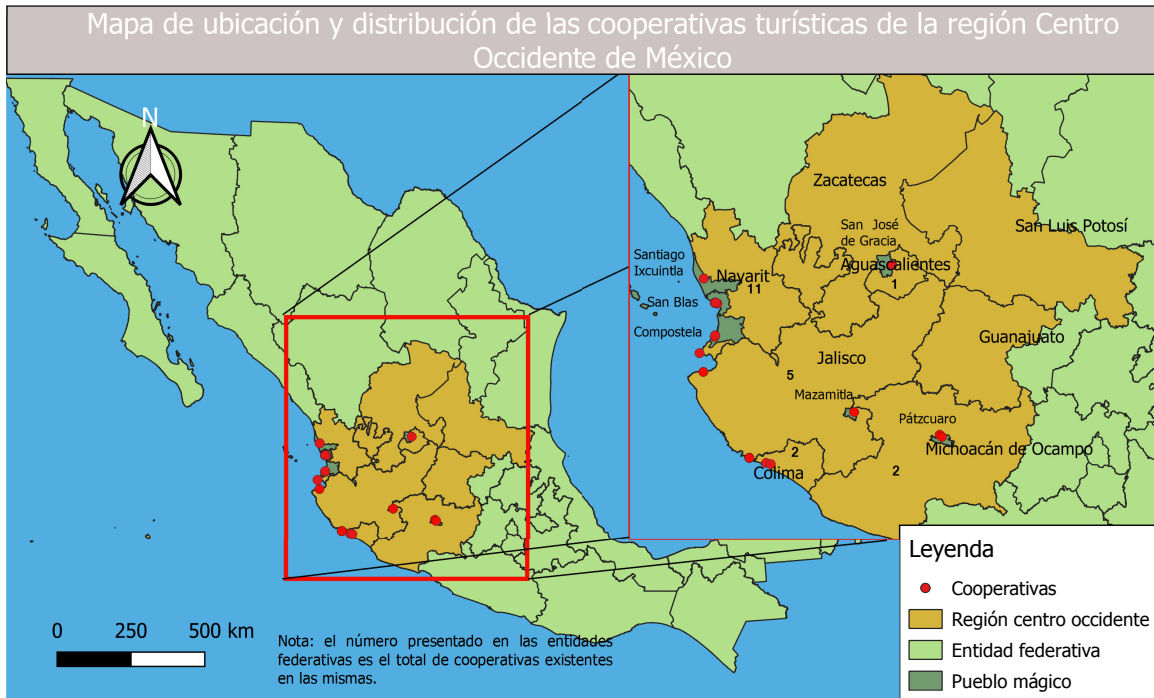 Mapa de ubicación y distribución de las cooperativas turísticas de la región Centro
Occidente de México
N
Zacatecas
San José
de Gracia
San Luis Potosí
Santiago
Ixcuintla
Nayarit
Aguascalientes
11
1
San Blas
Compostela
Guanajuato
Jalisco
5
Mazamitla
Pátzcuaro
2
Michoacán de Ocampo
Colima
2
Leyenda
Cooperativas
Región centro occidente
Entidad federativa
Pueblo mágico
0 250 500 km
Nota: el número presentado en las entidades
federativas es el total de cooperativas existentes
en las mismas.